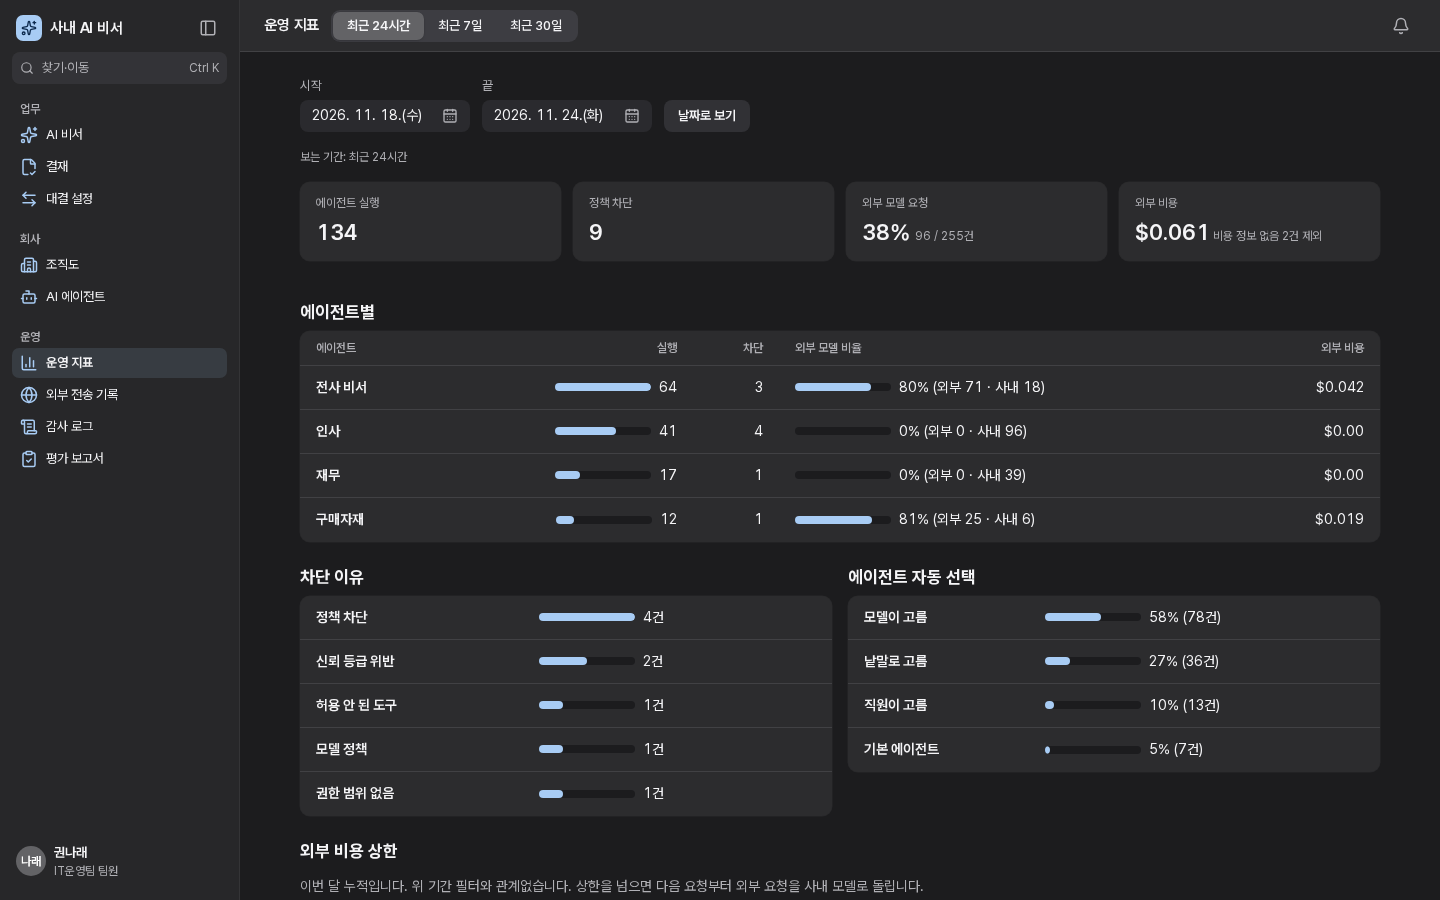 사내 AI 비서
찾기·이동 Ctrl K
업무
AI 비서
결재
대결 설정
회사
조직도
AI 에이전트
운영
운영 지표
외부 전송 기록
감사 로그
평가 보고서
나래
권나래
IT운영팀 팀원
운영 지표 최근 24시간 최근 7일 최근 30일
시작 끝
2026. 11. 18.(수) 2026. 11. 24.(화) 날짜로 보기
보는 기간: 최근 24시간
에이전트 실행
134
정책 차단
9
외부 모델 요청
38% 96 / 255건
외부 비용
$0.061 비용 정보 없음 2건 제외
에이전트별
에이전트 실행 차단 외부 모델 비율 외부 비용
전사 비서 64 3 80% (외부 71 · 사내 18) $0.042
인사 41 4 0% (외부 0 · 사내 96) $0.00
재무 17 1 0% (외부 0 · 사내 39) $0.00
구매자재 12 1 81% (외부 25 · 사내 6) $0.019
차단 이유
정책 차단 4건
신뢰 등급 위반 2건
허용 안 된 도구 1건
모델 정책 1건
권한 범위 없음 1건
에이전트 자동 선택
모델이 고름 58% (78건)
낱말로 고름 27% (36건)
직원이 고름 10% (13건)
기본 에이전트 5% (7건)
외부 비용 상한
이번 달 누적입니다. 위 기간 필터와 관계없습니다. 상한을 넘으면 다음 요청부터 외부 요청을 사내 모델로 돌립니다.